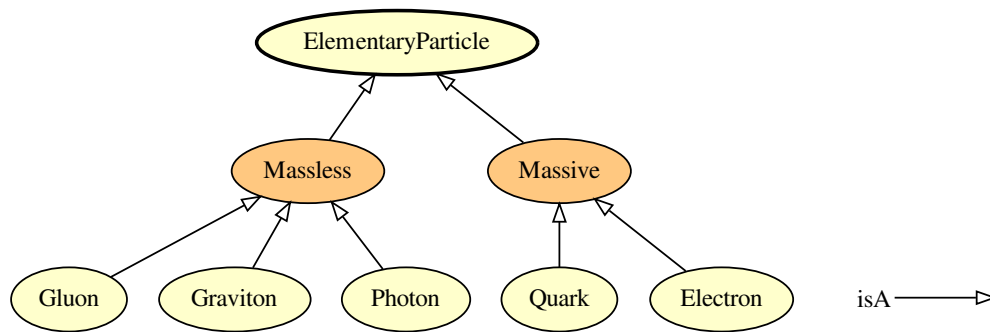 ElementaryParticle
Massless
Massive
Gluon
Graviton
Photon
Quark
Electron
isA